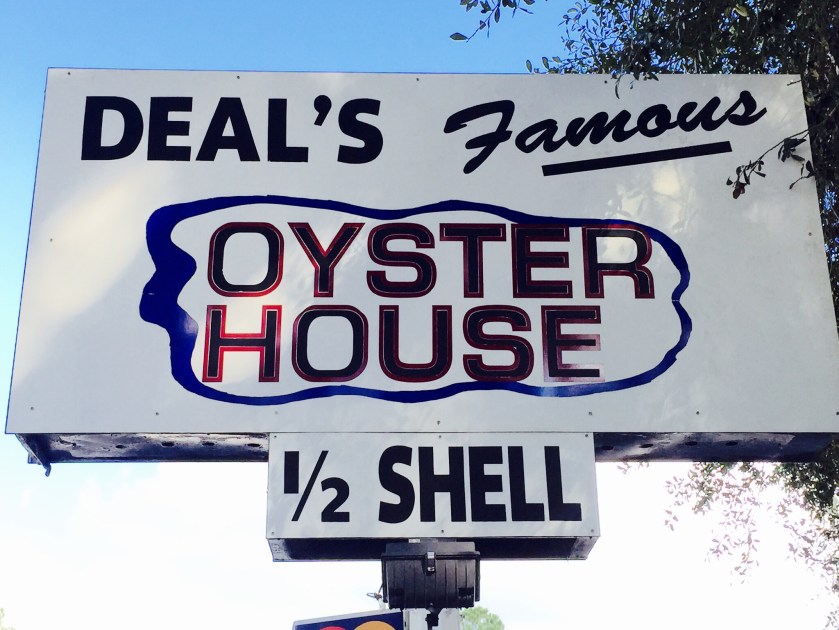 DEAL'S Famous
OYSTER
HOUSE
½ SHELL